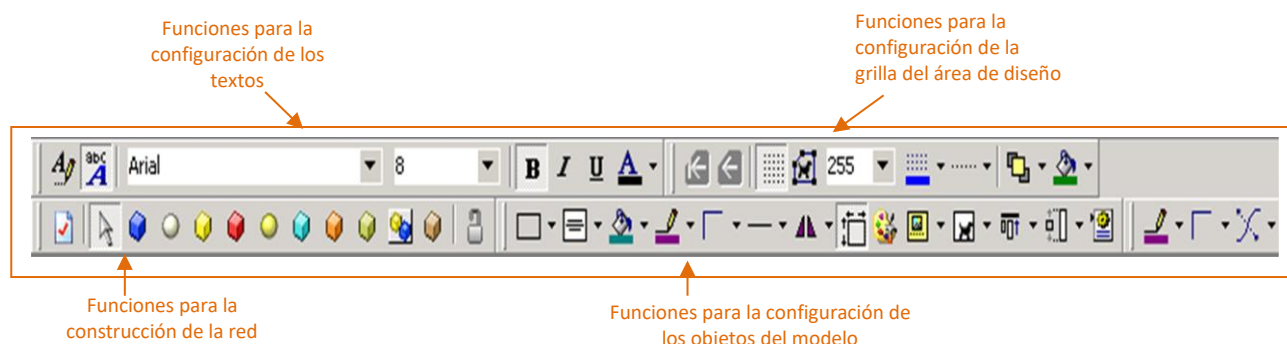 Funciones para la
configuración de los
textos
Funciones para la
configuración de la
grilla del área de diseño
abc
A
Arial
8
B I U A
255
Funciones para la
construcción de la red
Funciones para la configuración de
los objetos del modelo